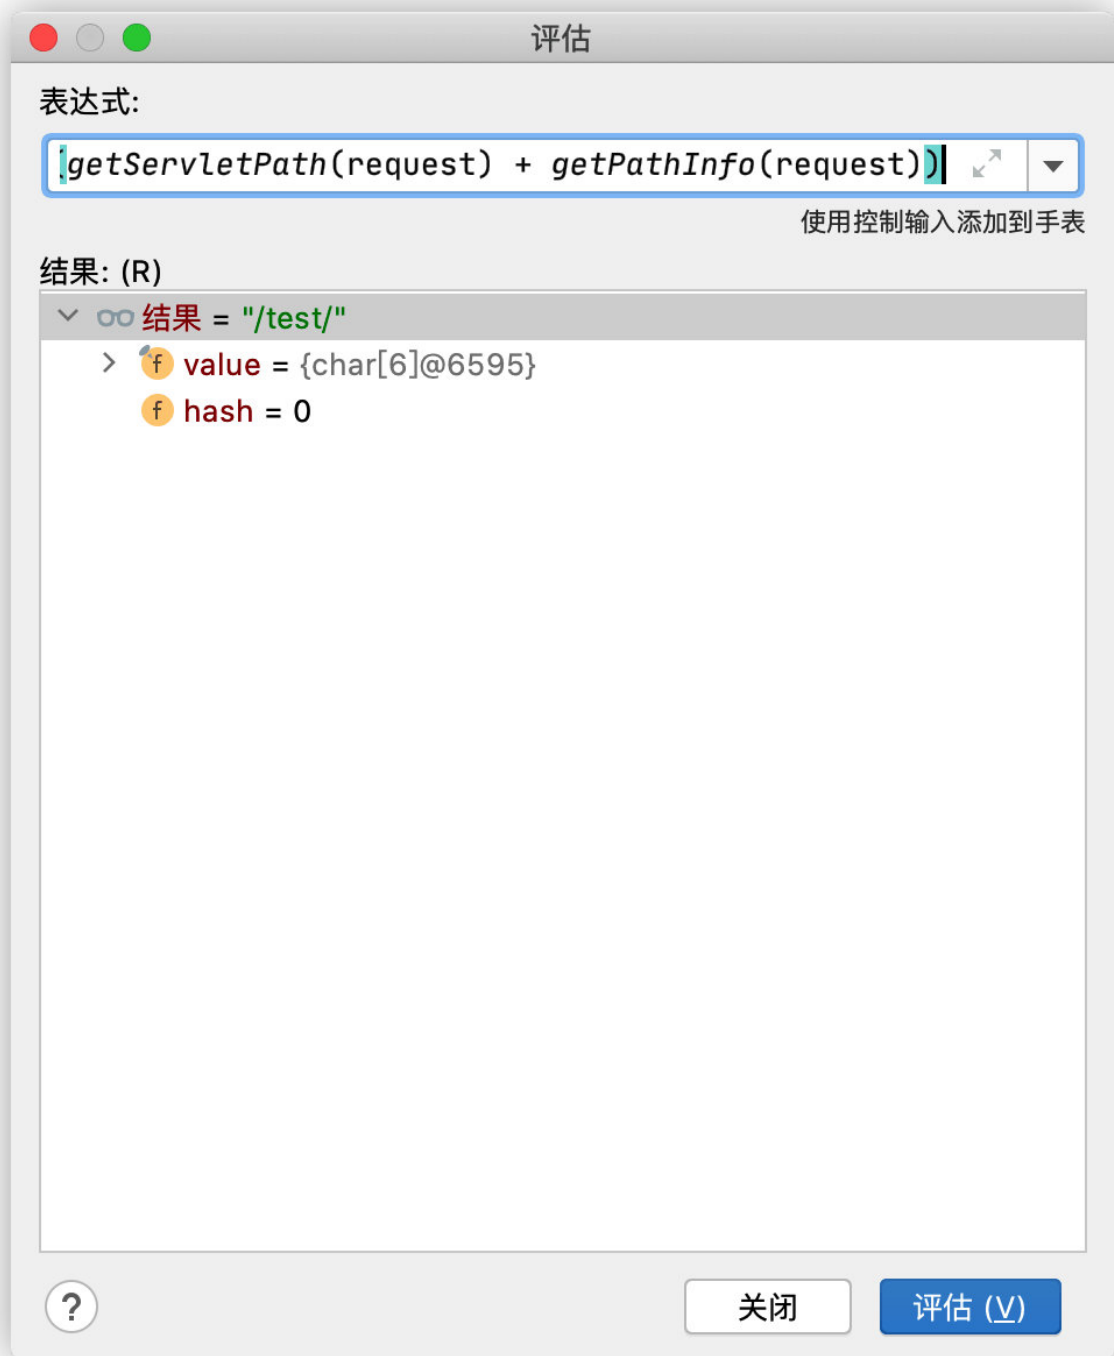 评估
表达式:
(getServletPath(request) + getPathInfo(request))
使用控制输入添加到手表
结果: (R)
结果 = "/test/"
f value = {char[6]@6595}
f hash = 0
? 关闭 评估 (V)